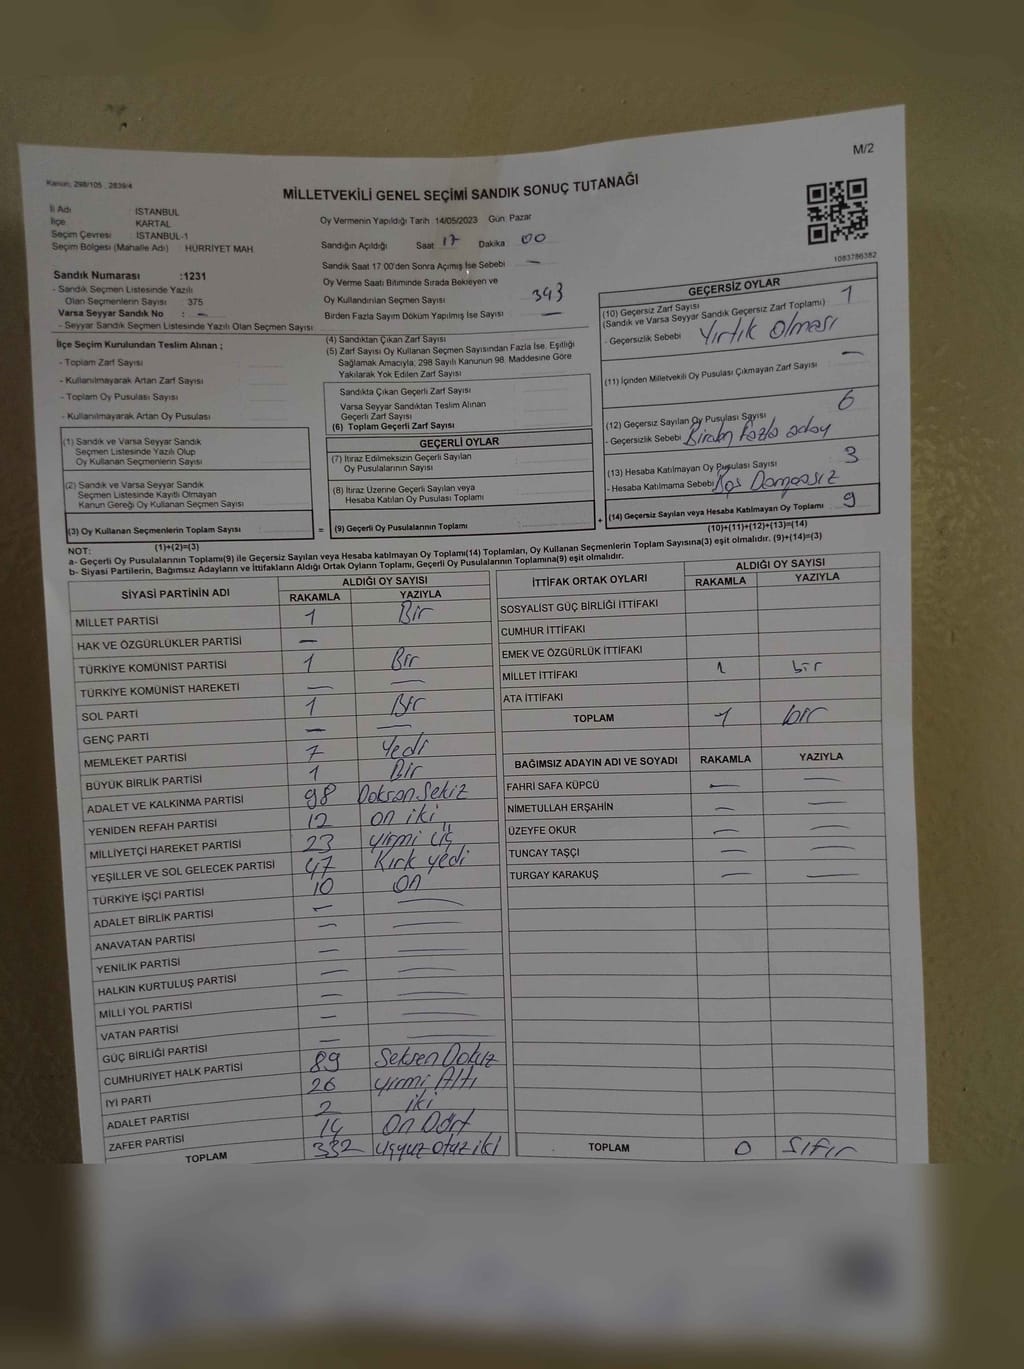 M/2
Kanun; 298/105 , 2839/4
MİLLETVEKİLİ GENEL SEÇİMİ SANDIK SONUÇ TUTANAĞI
İl Adı : İSTANBUL
İlçe KARTAL
Seçim Çevresi : İSTANBUL-1
Seçim Bölgesi (Mahalle Adı) HÜRRİYET MAH.
Oy Vermenin Yapıldığı Tarih 14/05/2023 Gün Pazar
Sandığın Açıldığı Saat 17 Dakika 00
Sandık Saat 17 00'den Sonra Açımış İse Sebebi —
Oy Verme Saati Bitiminde Sırada Bekleyen ve
Oy Kullandırılan Seçmen Sayısı 343
Birden Fazla Sayım Döküm Yapılmış İse Sayısı —
1083786382
Sandık Numarası :1231
- Sandık Seçmen Listesinde Yazılı
Olan Seçmenlerin Sayısı 375
Varsa Seyyar Sandık No : —
- Seyyar Sandık Seçmen Listesinde Yazılı Olan Seçmen Sayısı
İlçe Seçim Kurulundan Teslim Alınan ;
- Toplam Zarf Sayısı
- Kullanılmayarak Artan Zarf Sayısı
- Toplam Oy Pusulası Sayısı
- Kullanılmayarak Artan Oy Pusulası
(1) Sandık ve Varsa Seyyar Sandık
Seçmen Listesinde Yazılı Olup
Oy Kullanan Seçmenlerin Sayısı
(2) Sandık ve Varsa Seyyar Sandık
Seçmen Listesinde Kayıtlı Olmayan
Kanun Gereği Oy Kullanan Seçmen Sayısı
(3) Oy Kullanan Seçmenlerin Toplam Sayısı =
(1)+(2)=(3)
(4) Sandıktan Çıkan Zarf Sayısı
(5) Zarf Sayısı Oy Kullanan Seçmen Sayısından Fazla İse, Eşitliği
Sağlamak Amacıyla, 298 Sayılı Kanunun 98. Maddesine Göre
Yakılarak Yok Edilen Zarf Sayısı
Sandıkta Çıkan Geçerli Zarf Sayısı
Varsa Seyyar Sandıktan Teslim Alınan
Geçerli Zarf Sayısı
(6) Toplam Geçerli Zarf Sayısı
GEÇERLİ OYLAR
(7) İtiraz Edilmeksizin Geçerli Sayılan
Oy Pusulalarının Sayısı
(8) İtiraz Üzerine Geçerli Sayılan veya
Hesaba Katılan Oy Pusulası Toplamı
(9) Geçerli Oy Pusulalarının Toplamı +
GEÇERSİZ OYLAR
(10) Geçersiz Zarf Sayısı 1
(Sandık ve Varsa Seyyar Sandık Geçersiz Zarf Toplamı)
- Geçersizlik Sebebi Yırtık olması
(11) İçinden Milletvekili Oy Pusulası Çıkmayan Zarf Sayısı —
(12) Geçersiz Sayılan Oy Pusulası Sayısı 6
- Geçersizlik Sebebi Birden fazla aday
(13) Hesaba Katılmayan Oy Pusulası Sayısı 3
- Hesaba Katılmama Sebebi
(14) Geçersiz Sayılan veya Hesaba Katılmayan Oy Toplamı 9
(10)+(11)+(12)+(13)=(14)
NOT:
a- Geçerli Oy Pusulalarının Toplamı(9) ile Geçersiz Sayılan veya Hesaba katılmayan Oy Toplamı(14) Toplamları, Oy Kullanan Seçmenlerin Toplam Sayısına(3) eşit olmalıdır. (9)+(14)=(3)
b- Siyasi Partilerin, Bağımsız Adayların ve İttifakların Aldığı Ortak Oyların Toplamı, Geçerli Oy Pusulalarının Toplamına(9) eşit olmalıdır.
SİYASİ PARTİNİN ADI ALDIĞI OY SAYISI
RAKAMLA YAZIYLA
MİLLET PARTİSİ 1 Bir
HAK VE ÖZGÜRLÜKLER PARTİSİ —
TÜRKİYE KOMÜNİST PARTİSİ 1 Bir
TÜRKİYE KOMÜNİST HAREKETİ — —
SOL PARTİ 1 Bir
GENÇ PARTİ — —
MEMLEKET PARTİSİ 7 Yedi
BÜYÜK BİRLİK PARTİSİ 1 Bir
ADALET VE KALKINMA PARTİSİ 98 Doksan Sekiz
YENİDEN REFAH PARTİSİ 12 on iki
MİLLİYETÇİ HAREKET PARTİSİ 23 yirmi üç
YEŞİLLER VE SOL GELECEK PARTİSİ 47 Kırk yedi
TÜRKİYE İŞÇİ PARTİSİ 10 on
ADALET BİRLİK PARTİSİ — —
ANAVATAN PARTİSİ — —
YENİLİK PARTİSİ — —
HALKIN KURTULUŞ PARTİSİ — —
MİLLİ YOL PARTİSİ — —
VATAN PARTİSİ — —
GÜÇ BİRLİĞİ PARTİSİ — —
CUMHURİYET HALK PARTİSİ 89 Seksen Dokuz
İYİ PARTİ 26 yirmi Altı
ADALET PARTİSİ 2 iki
ZAFER PARTİSİ 14 On Dört
TOPLAM 332 üçyüz otuz iki
İTTİFAK ORTAK OYLARI ALDIĞI OY SAYISI
RAKAMLA YAZIYLA
SOSYALİST GÜÇ BİRLİĞİ İTTİFAKI
CUMHUR İTTİFAKI
EMEK VE ÖZGÜRLÜK İTTİFAKI
MİLLET İTTİFAKI 1 bir
ATA İTTİFAKI
TOPLAM 1 bir
BAĞIMSIZ ADAYIN ADI VE SOYADI RAKAMLA YAZIYLA
FAHRİ SAFA KÜPCÜ — —
NİMETULLAH ERŞAHİN — —
ÜZEYFE OKUR — —
TUNCAY TAŞÇI — —
TURGAY KARAKUŞ — —
TOPLAM 0 Sıfır